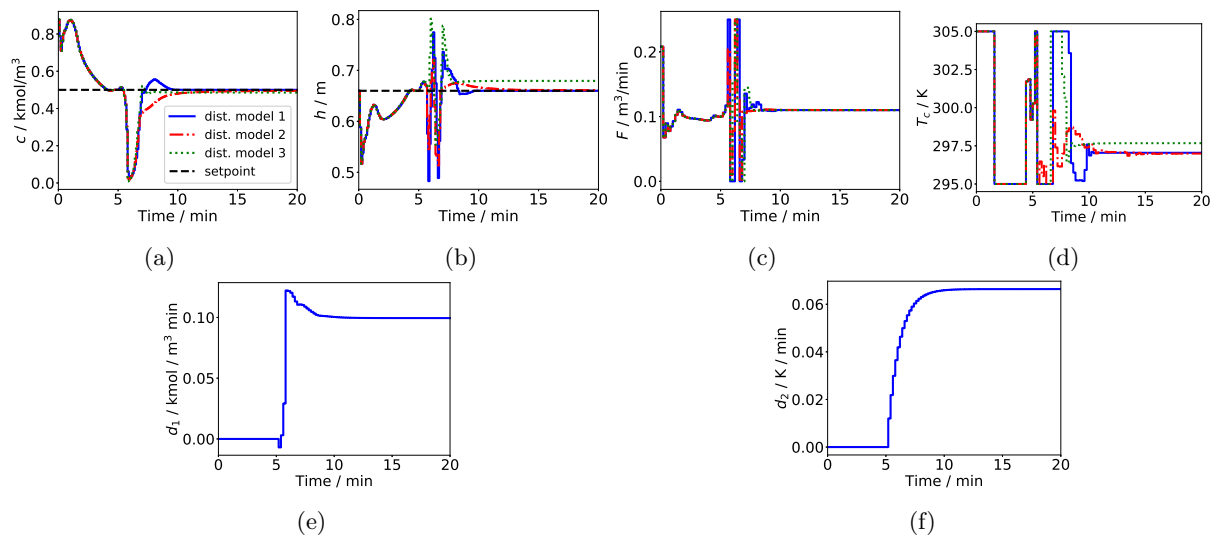 c / kmol/m³
0.8
0.6
0.4
0.2
0.0
0
5
10
15
20
Time / min
dist. model 1
dist. model 2
dist. model 3
setpoint
(a)
h / m
0.8
0.7
0.6
0.5
0
5
10
15
20
Time / min
(b)
F / m³/min
0.2
0.1
0.0
0
5
10
15
20
Time / min
(c)
T_c / K
305.0
302.5
300.0
297.5
295.0
0
5
10
15
20
Time / min
(d)
d₁ / kmol / m³ min
0.10
0.05
0.00
0
5
10
15
20
Time / min
(e)
d₂ / K / min
0.06
0.04
0.02
0.00
0
5
10
15
20
Time / min
(f)